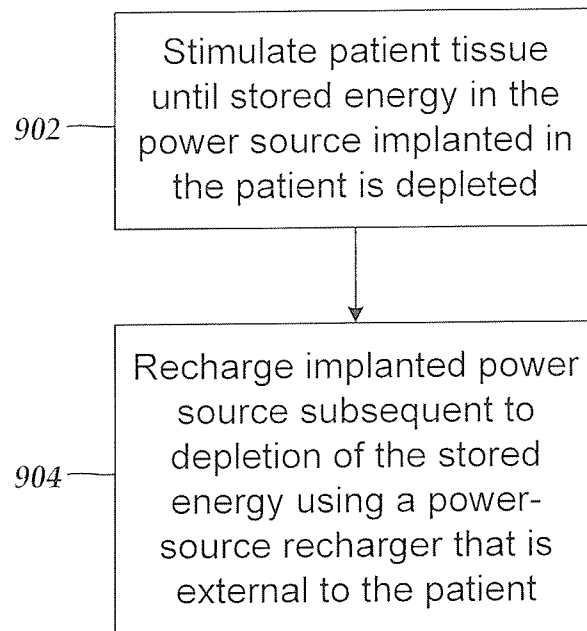 Stimulate patient tissue
until stored energy in the
902
power source implanted in
the patient is depleted
Recharge implanted power
source subsequent to
depletion of the stored
904
energy using a power-
source recharger that is
external to the patient